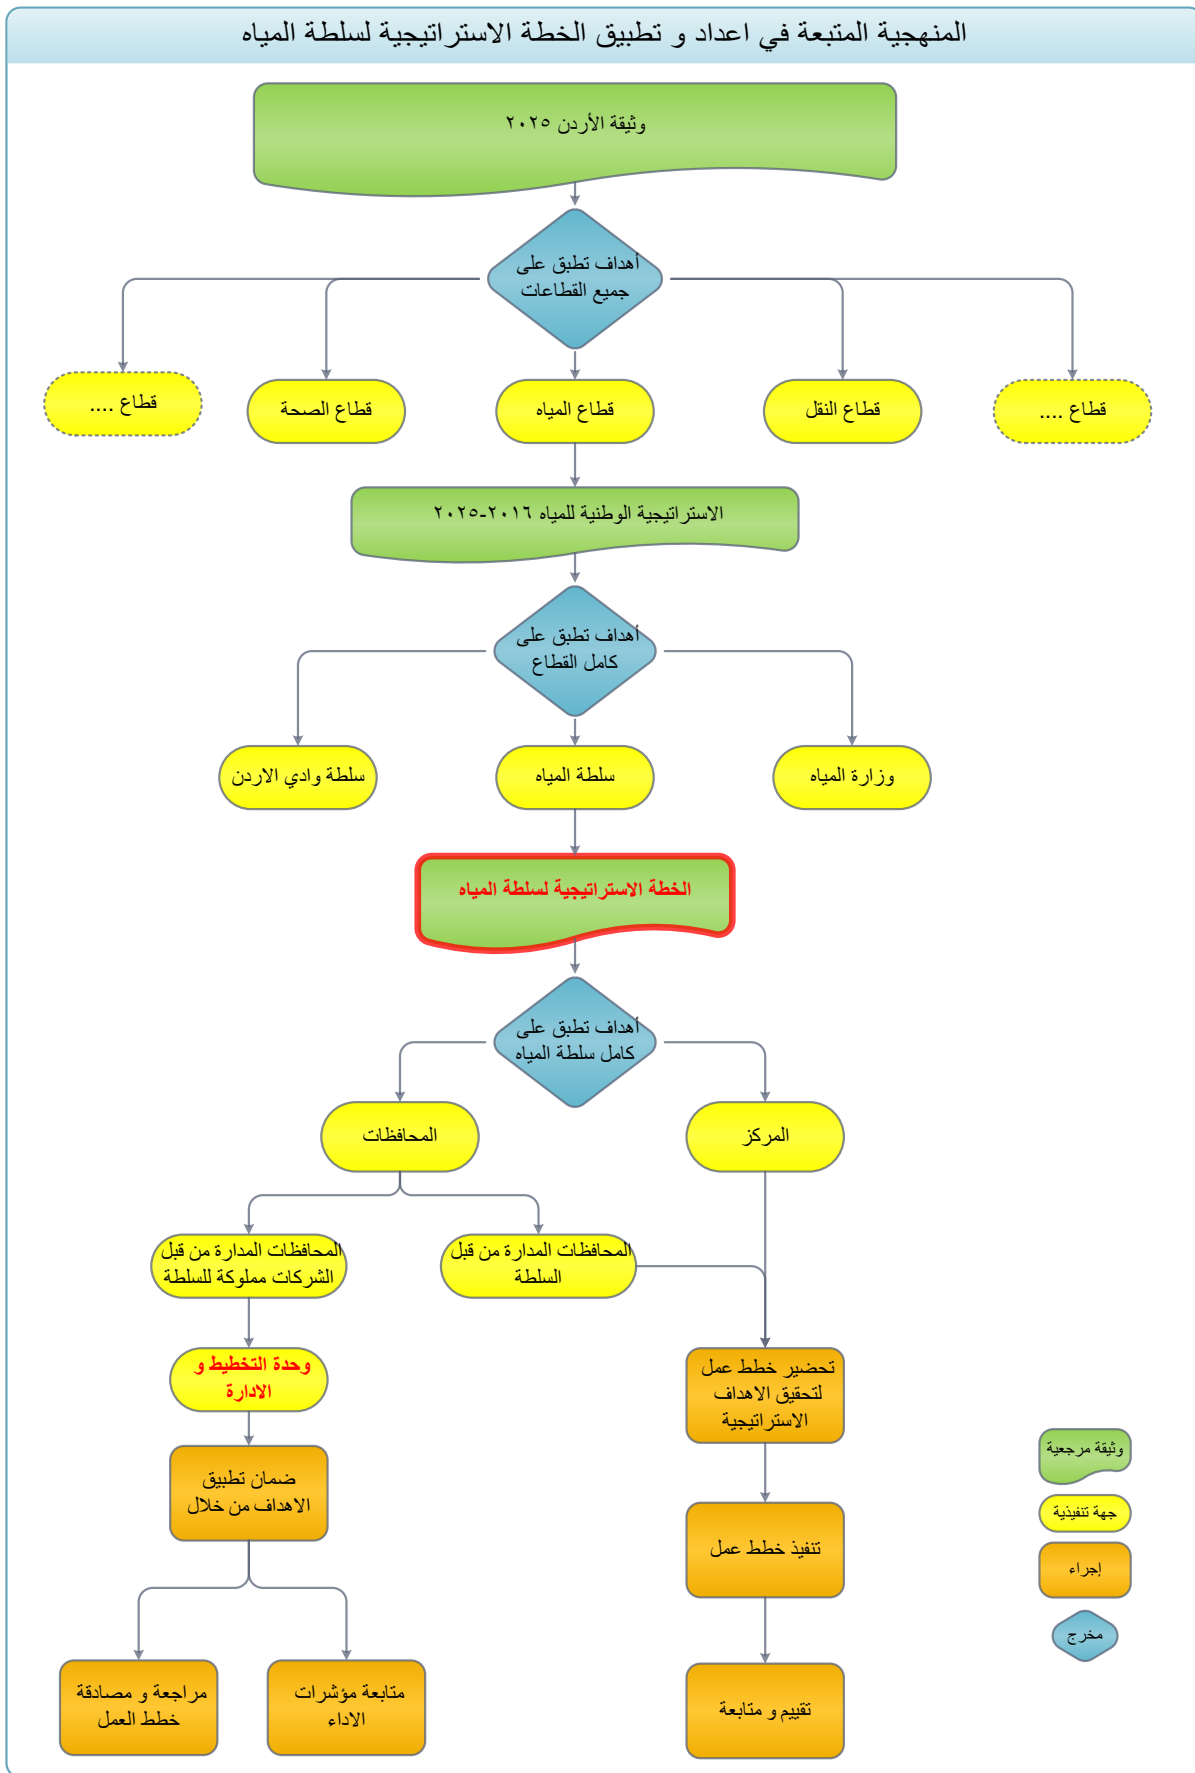 المنهجية المتبعة في اعداد و تطبيق الخطة الاستراتيجية لسلطة المياه
وثيقة الأردن ٢٠٢٥
أهداف تطبق على
جميع القطاعات
قطاع ....
قطاع النقل
قطاع المياه
قطاع الصحة
قطاع ....
الاستراتيجية الوطنية للمياه ٢٠١٦-٢٠٢٥
أهداف تطبق على
كامل القطاع
وزارة المياه
سلطة المياه
سلطة وادي الاردن
الخطة الاستراتيجية لسلطة المياه
أهداف تطبق على
كامل سلطة المياه
المركز
المحافظات
المحافظات المدارة من قبل
السلطة
المحافظات المدارة من قبل
الشركات مملوكة للسلطة
تحضير خطط عمل
لتحقيق الاهداف
الاستراتيجية
وحدة التخطيط و
الادارة
ضمان تطبيق
الاهداف من خلال
تنفيذ خطط عمل
تقييم و متابعة
متابعة مؤشرات
الاداء
مراجعة و مصادقة
خطط العمل
وثيقة مرجعية
جهة تنفيذية
إجراء
مخرج